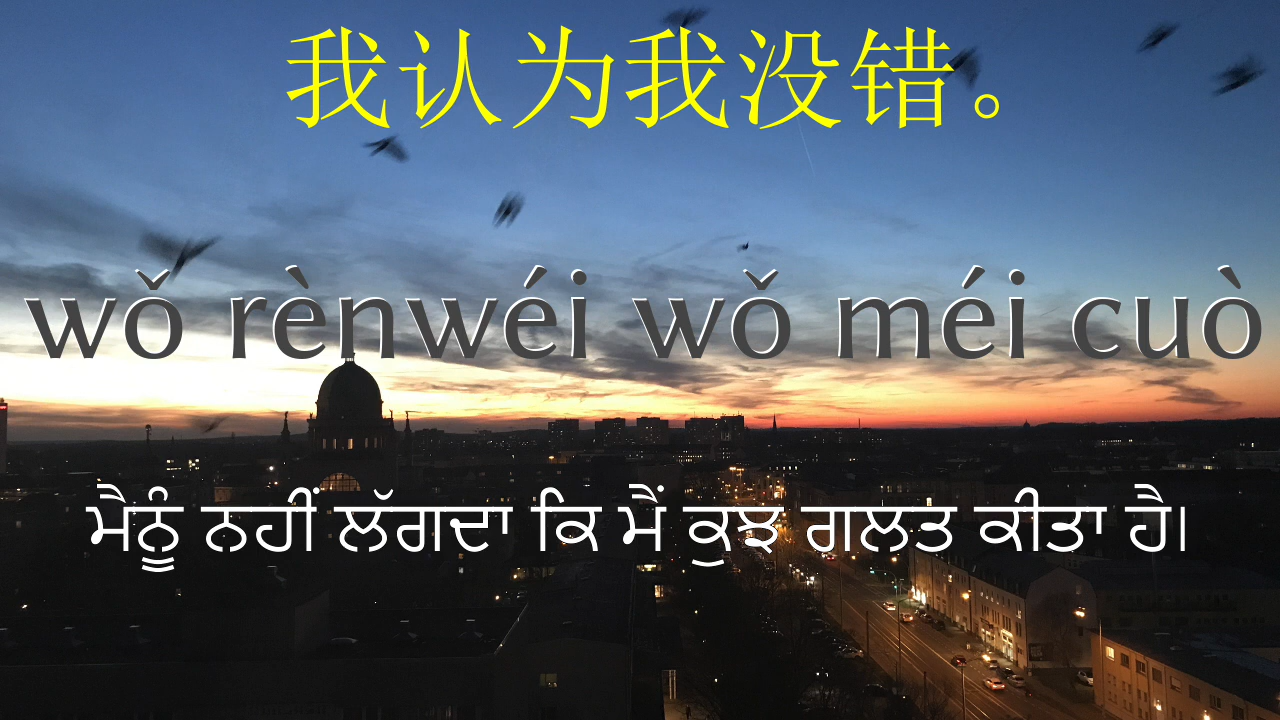 我认为我没错。
wǒ rènwéi wǒ méi cuò
ਮੈਨੂੰ ਨਹੀਂ ਲੱਗਦਾ ਕਿ ਮੈਂ ਕੁਝ ਗਲਤ ਕੀਤਾ ਹੈ।